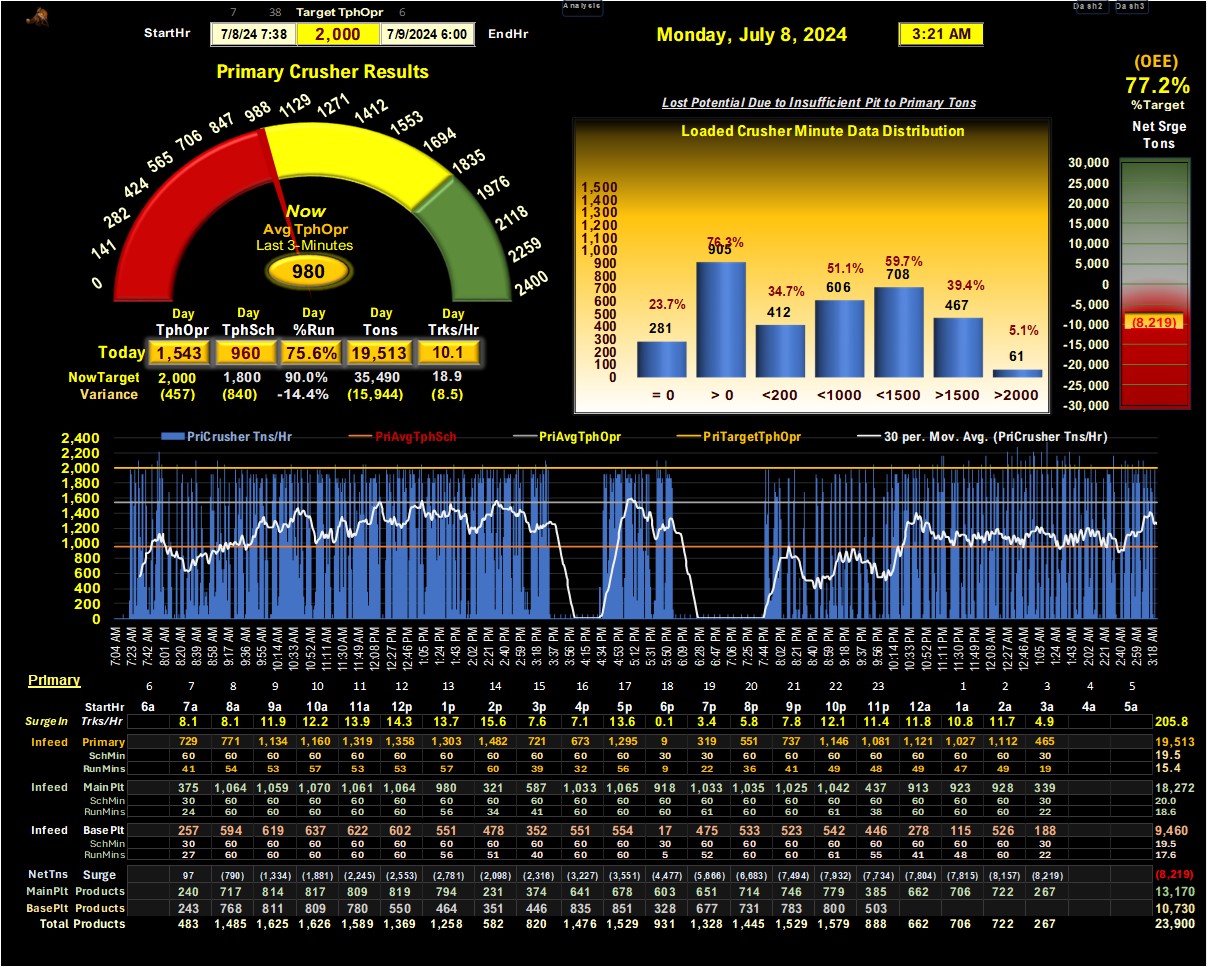 7 38 Target TphOpr 6 Analysis Dash2 Dash3
StartHr 7/8/24 7:38 2,000 7/9/2024 6:00 EndHr Monday, July 8, 2024 3:21 AM
(OEE)
77.2%
%Target
Primary Crusher Results
0 141 282 424 565 706 847 988 1129 1271 1412 1553 1694 1835 1976 2118 2259 2400
Now
Avg TphOpr
Last 3-Minutes
980
Lost Potential Due to Insufficient Pit to Primary Tons
Loaded Crusher Minute Data Distribution
1,500
1,400
1,300
1,200
1,100
1,000
900
800
700
600
500
400
300
200
100
0
23.7% 76.3% 34.7% 51.1% 59.7% 39.4% 5.1%
281 905 412 606 708 467 61
= 0 > 0 <200 <1000 <1500 >1500 >2000
Net Srge
Tons
30,000
25,000
20,000
15,000
10,000
5,000
0
-5,000
-10,000
-15,000
-20,000
-25,000
-30,000
(8,219)
Day Day Day Day Day
TphOpr TphSch %Run Tons Trks/Hr
Today 1,543 960 75.6% 19,513 10.1
NowTarget 2,000 1,800 90.0% 35,490 18.9
Variance (457) (840) -14.4% (15,944) (8.5)
PriCrusher Tns/Hr PriAvgTphSch PriAvgTphOpr PriTargetTphOpr 30 per. Mov. Avg. (PriCrusher Tns/Hr)
2,400
2,200
2,000
1,800
1,600
1,400
1,200
1,000
800
600
400
200
0
7:04 AM 7:23 AM 7:42 AM 8:01 AM 8:20 AM 8:39 AM 8:58 AM 9:17 AM 9:36 AM 9:55 AM 10:14 AM 10:33 AM 10:52 AM 11:11 AM 11:30 AM 11:49 AM 12:08 PM 12:27 PM 12:46 PM 1:05 PM 1:24 PM 1:43 PM 2:02 PM 2:21 PM 2:40 PM 2:59 PM 3:18 PM 3:37 PM 3:56 PM 4:15 PM 4:34 PM 4:53 PM 5:12 PM 5:31 PM 5:50 PM 6:09 PM 6:28 PM 6:47 PM 7:06 PM 7:25 PM 7:44 PM 8:02 PM 8:21 PM 8:40 PM 8:59 PM 9:18 PM 9:37 PM 9:56 PM 10:14 PM 10:33 PM 10:52 PM 11:11 PM 11:30 PM 11:49 PM 12:08 AM 12:27 AM 12:46 AM 1:05 AM 1:24 AM 1:43 AM 2:02 AM 2:21 AM 2:40 AM 2:59 AM 3:18 AM
Primary
6 7 8 9 10 11 12 13 14 15 16 17 18 19 20 21 22 23 1 2 3 4 5
StartHr 6a 7a 8a 9a 10a 11a 12p 1p 2p 3p 4p 5p 6p 7p 8p 9p 10p 11p 12a 1a 2a 3a 4a 5a
SurgeIn Trks/Hr 8.1 8.1 11.9 12.2 13.9 14.3 13.7 15.6 7.6 7.1 13.6 0.1 3.4 5.8 7.8 12.1 11.4 11.8 10.8 11.7 4.9 205.8
Infeed Primary 729 771 1,134 1,160 1,319 1,358 1,303 1,482 721 673 1,295 9 319 551 737 1,146 1,081 1,121 1,027 1,112 465 19,513
SchMin 60 60 60 60 60 60 60 60 60 60 60 30 30 60 60 60 60 60 60 60 30 19.5
RunMins 41 54 53 57 53 53 57 60 39 32 56 9 22 36 41 49 48 49 47 49 19 15.4
Infeed Main Plt 375 1,064 1,059 1,070 1,061 1,064 980 321 587 1,033 1,065 918 1,033 1,035 1,025 1,042 437 913 923 928 339 18,272
SchMin 30 60 60 60 60 60 60 60 60 60 60 60 60 60 60 60 60 60 60 60 30 20.0
RunMins 24 60 60 60 60 60 56 34 41 60 60 60 61 60 60 61 38 60 60 60 22 18.6
Infeed Base Plt 257 594 619 637 622 602 551 478 352 551 554 17 475 533 523 542 446 278 115 526 188 9,460
SchMin 30 60 60 60 60 60 60 60 60 60 60 30 60 60 60 60 60 60 60 60 30 19.5
RunMins 27 60 60 60 60 60 56 51 40 60 60 5 52 60 60 61 55 41 48 60 22 17.6
NetTns Surge 97 (790) (1,334) (1,881) (2,245) (2,553) (2,781) (2,098) (2,316) (3,227) (3,551) (4,477) (5,666) (6,683) (7,494) (7,932) (7,734) (7,804) (7,815) (8,157) (8,219) (8,219)
MainPlt Products 240 717 814 817 809 819 794 231 374 641 678 603 651 714 746 779 385 662 706 722 267 13,170
BasePlt Products 243 768 811 809 780 550 464 351 446 835 851 328 677 731 783 800 503 10,730
Total Products 483 1,485 1,625 1,626 1,589 1,369 1,258 582 820 1,476 1,529 931 1,328 1,445 1,529 1,579 888 662 706 722 267 23,900